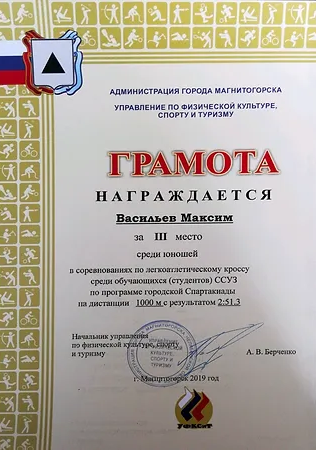 АДМИНИСТРАЦИЯ ГОРОДА МАГНИТОГОРСКА
УПРАВЛЕНИЕ ПО ФИЗИЧЕСКОЙ КУЛЬТУРЕ,
СПОРТУ И ТУРИЗМУ
ГРАМОТА
НАГРАЖДАЕТСЯ
Васильев Максим
за III место
среди юношей
в соревнованиях по легкоатлетическому кроссу
среди обучающихся (студентов) ССУЗ
по программе городской Спартакиады
на дистанции 1000 м с результатом 2:51.3
Начальник управления
по физической культуре, спорту
и туризму
А. В. Берченко
УПРАВЛЕНИЕ
КУЛЬТУРЕ,
СПОРТУ И
ТУРИЗМУ
г. Магнитогорск 2019 год
УФКСиТ